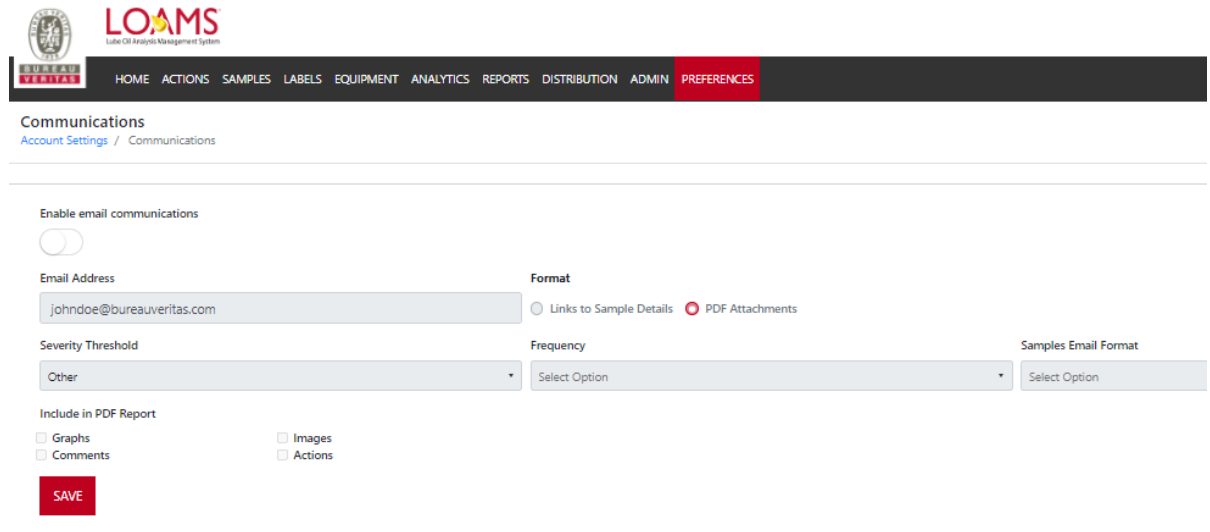 LOAMS
Lube Oil Analysis Management System
BUREAU VERITAS
1828
BUREAU
VERITAS
HOME ACTIONS SAMPLES LABELS EQUIPMENT ANALYTICS REPORTS DISTRIBUTION ADMIN PREFERENCES
Communications
Account Settings / Communications
Enable email communications
Email Address Format
johndoe@bureauveritas.com Links to Sample Details PDF Attachments
Severity Threshold Frequency Samples Email Format
Other Select Option Select Option
Include in PDF Report
Graphs Images
Comments Actions
SAVE